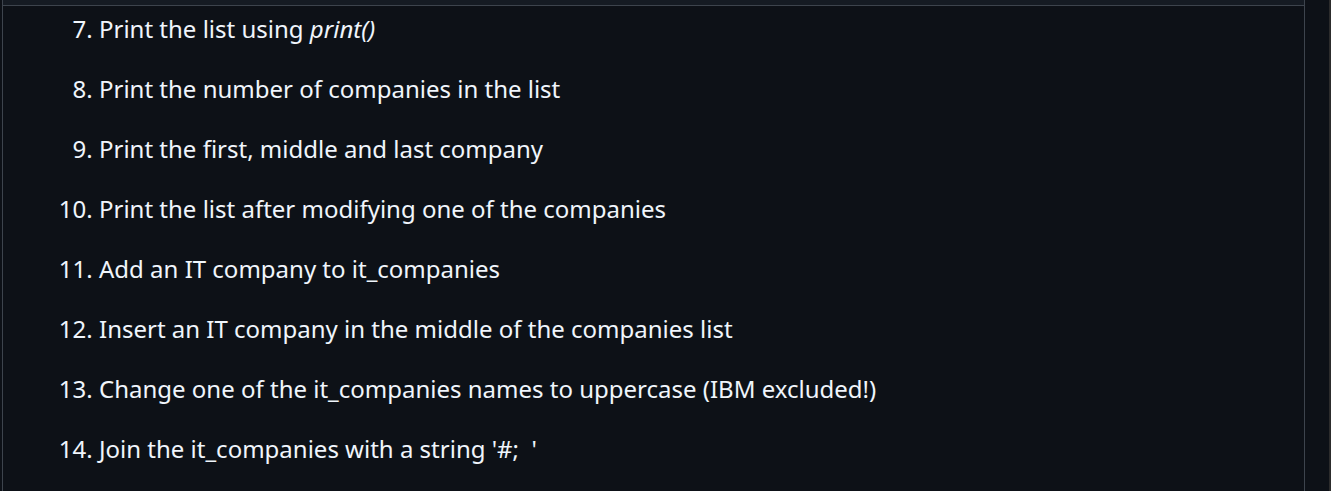 7. Print the list using print()
8. Print the number of companies in the list
9. Print the first, middle and last company
10. Print the list after modifying one of the companies
11. Add an IT company to it_companies
12. Insert an IT company in the middle of the companies list
13. Change one of the it_companies names to uppercase (IBM excluded!)
14. Join the it_companies with a string '#;  '